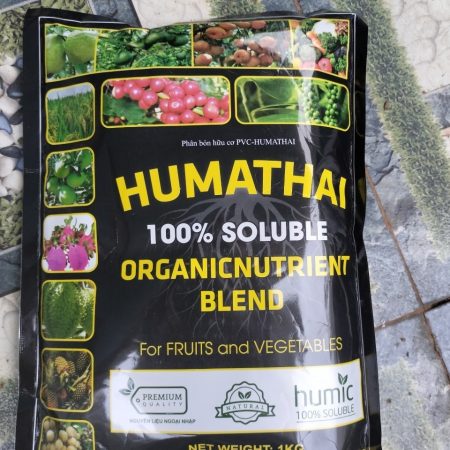 Phân bón hữu cơ PVC-HUMATHAI
HUMATHAI
100% SOLUBLE
ORGANICNUTRIENT
BLEND
For FRUITS and VEGETABLES
PREMIUM
QUALITY
NGUYÊN LIỆU NGOẠI NHẬP
NATURAL
humic
100% SOLUBLE
NET WEIGHT: 1KG